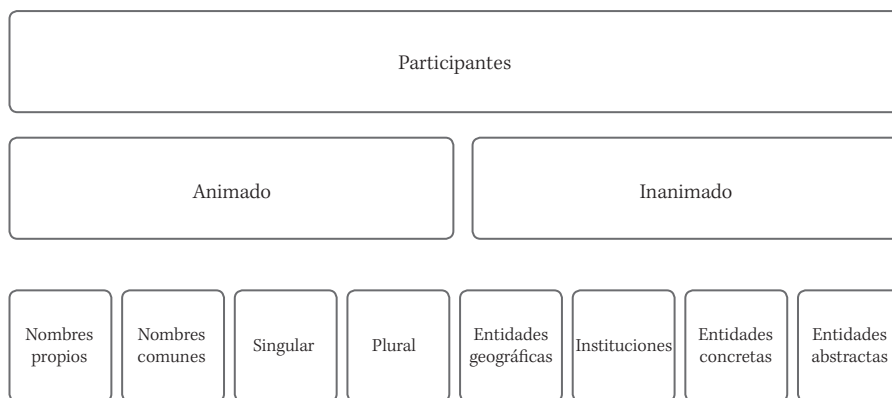 Participantes
Animado
Inanimado
Nombres
propios
Nombres
comunes
Singular
Plural
Entidades
geográficas
Instituciones
Entidades
concretas
Entidades
abstractas